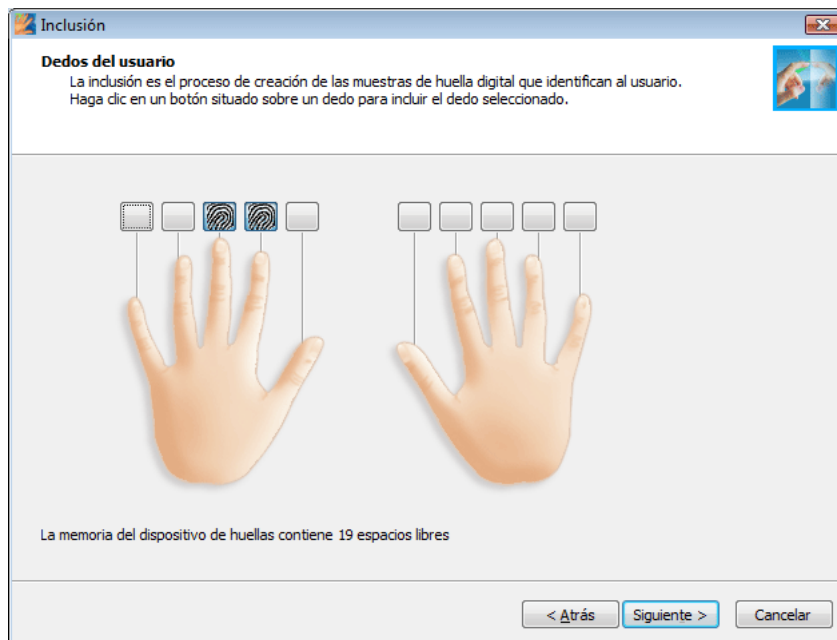 Inclusión
Dedos del usuario
La inclusión es el proceso de creación de las muestras de huella digital que identifican al usuario.
Haga clic en un botón situado sobre un dedo para incluir el dedo seleccionado.
La memoria del dispositivo de huellas contiene 19 espacios libres
< Atrás
Siguiente >
Cancelar